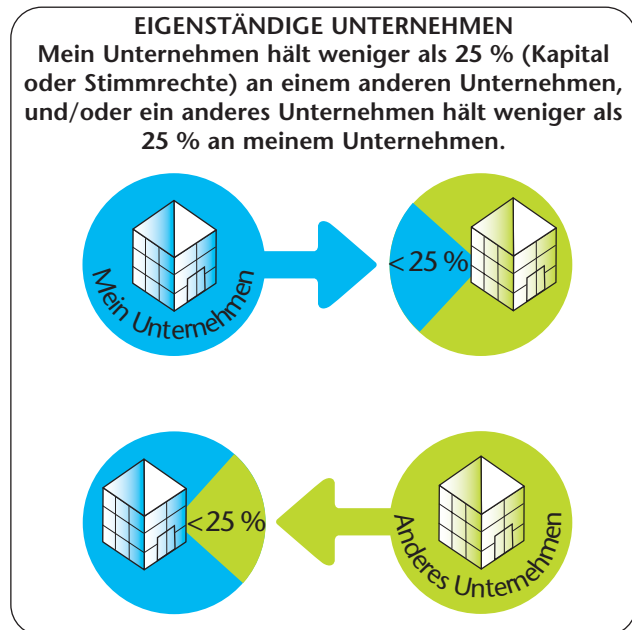 EIGENSTÄNDIGE UNTERNEHMEN
Mein Unternehmen hält weniger als 25 % (Kapital
oder Stimmrechte) an einem anderen Unternehmen,
und/oder ein anderes Unternehmen hält weniger als
25 % an meinem Unternehmen.
Mein Unternehmen
< 25 %
< 25 %
Anderes Unternehmen